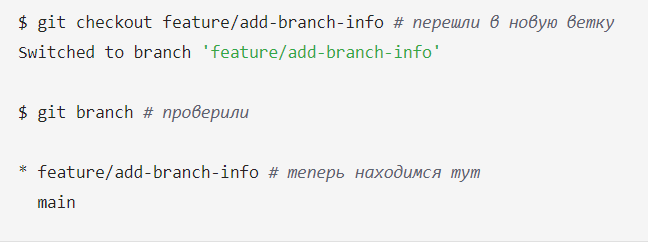 $ git checkout feature/add-branch-info # перешли в новую ветку
Switched to branch 'feature/add-branch-info'
$ git branch # проверили
* feature/add-branch-info # теперь находимся тут
  main